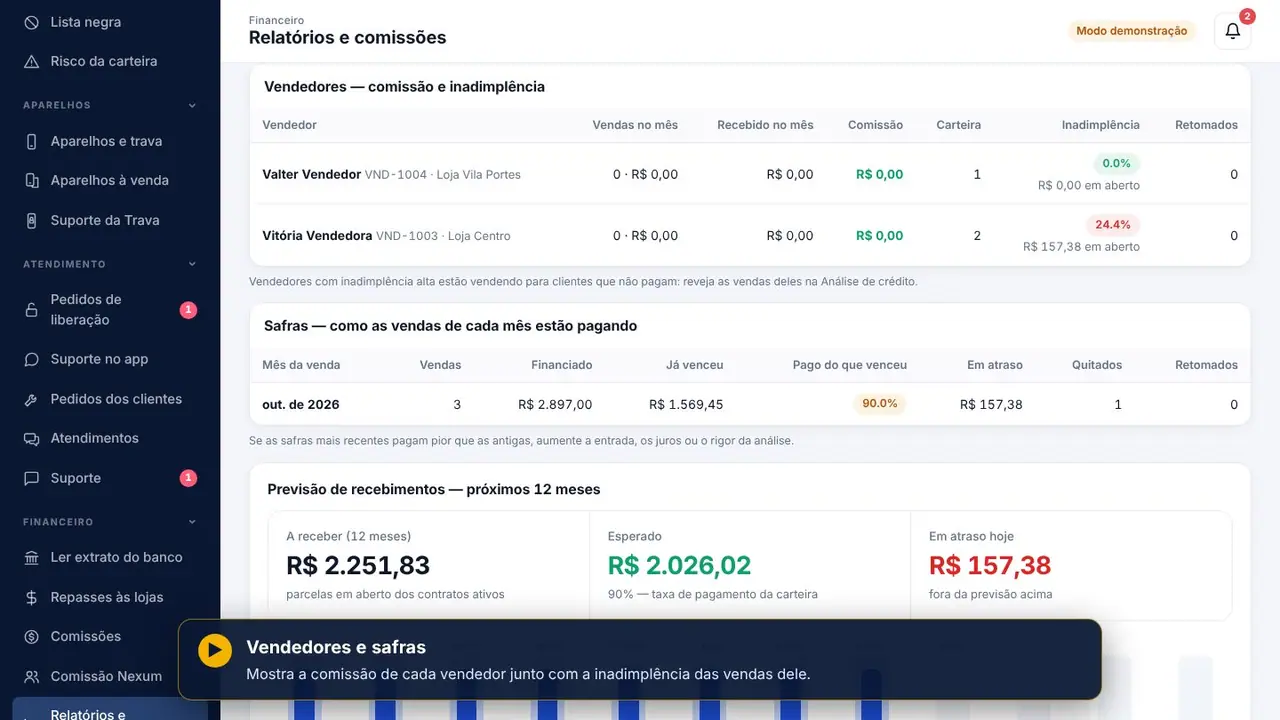 Lista negra
Risco da carteira
APARELHOS
Aparelhos e trava
Aparelhos à venda
Suporte da Trava
ATENDIMENTO
Pedidos de
liberação
1
Suporte no app
Pedidos dos clientes
Atendimentos
Suporte
1
FINANCEIRO
Ler extrato do banco
Repasses às lojas
Comissões
Comissão Nexum
Relatórios e
Financeiro
Relatórios e comissões
Modo demonstração
2
Vendedores — comissão e inadimplência
Vendedor Vendas no mês Recebido no mês Comissão Carteira Inadimplência Retomados
Valter Vendedor VND-1004 · Loja Vila Portes 0 · R$ 0,00 R$ 0,00 R$ 0,00 1 0.0% 0
R$ 0,00 em aberto
Vitória Vendedora VND-1003 · Loja Centro 0 · R$ 0,00 R$ 0,00 R$ 0,00 2 24.4% 0
R$ 157,38 em aberto
Vendedores com inadimplência alta estão vendendo para clientes que não pagam: reveja as vendas deles na Análise de crédito.
Safras — como as vendas de cada mês estão pagando
Mês da venda Vendas Financiado Já venceu Pago do que venceu Em atraso Quitados Retomados
out. de 2026 3 R$ 2.897,00 R$ 1.569,45 90.0% R$ 157,38 1 0
Se as safras mais recentes pagam pior que as antigas, aumente a entrada, os juros ou o rigor da análise.
Previsão de recebimentos — próximos 12 meses
A receber (12 meses)
R$ 2.251,83
parcelas em aberto dos contratos ativos
Esperado
R$ 2.026,02
90% — taxa de pagamento da carteira
Em atraso hoje
R$ 157,38
fora da previsão acima
Vendedores e safras
Mostra a comissão de cada vendedor junto com a inadimplência das vendas dele.